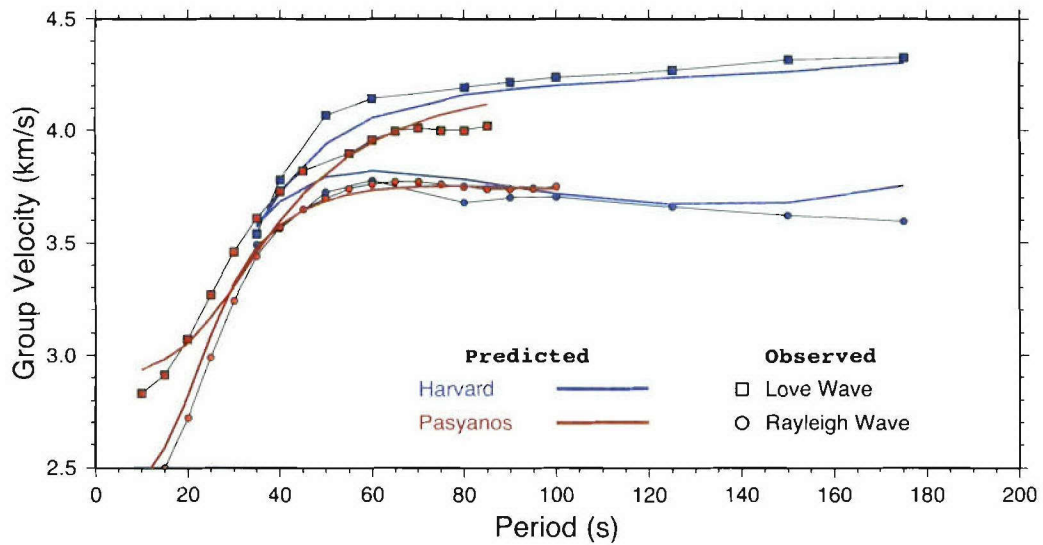 4.5
4.0
3.5
3.0
2.5
Group Velocity (km/s)
Predicted
Observed
Harvard
Love Wave
Pasyanos
Rayleigh Wave
0 20 40 60 80 100 120 140 160 180 200
Period (s)